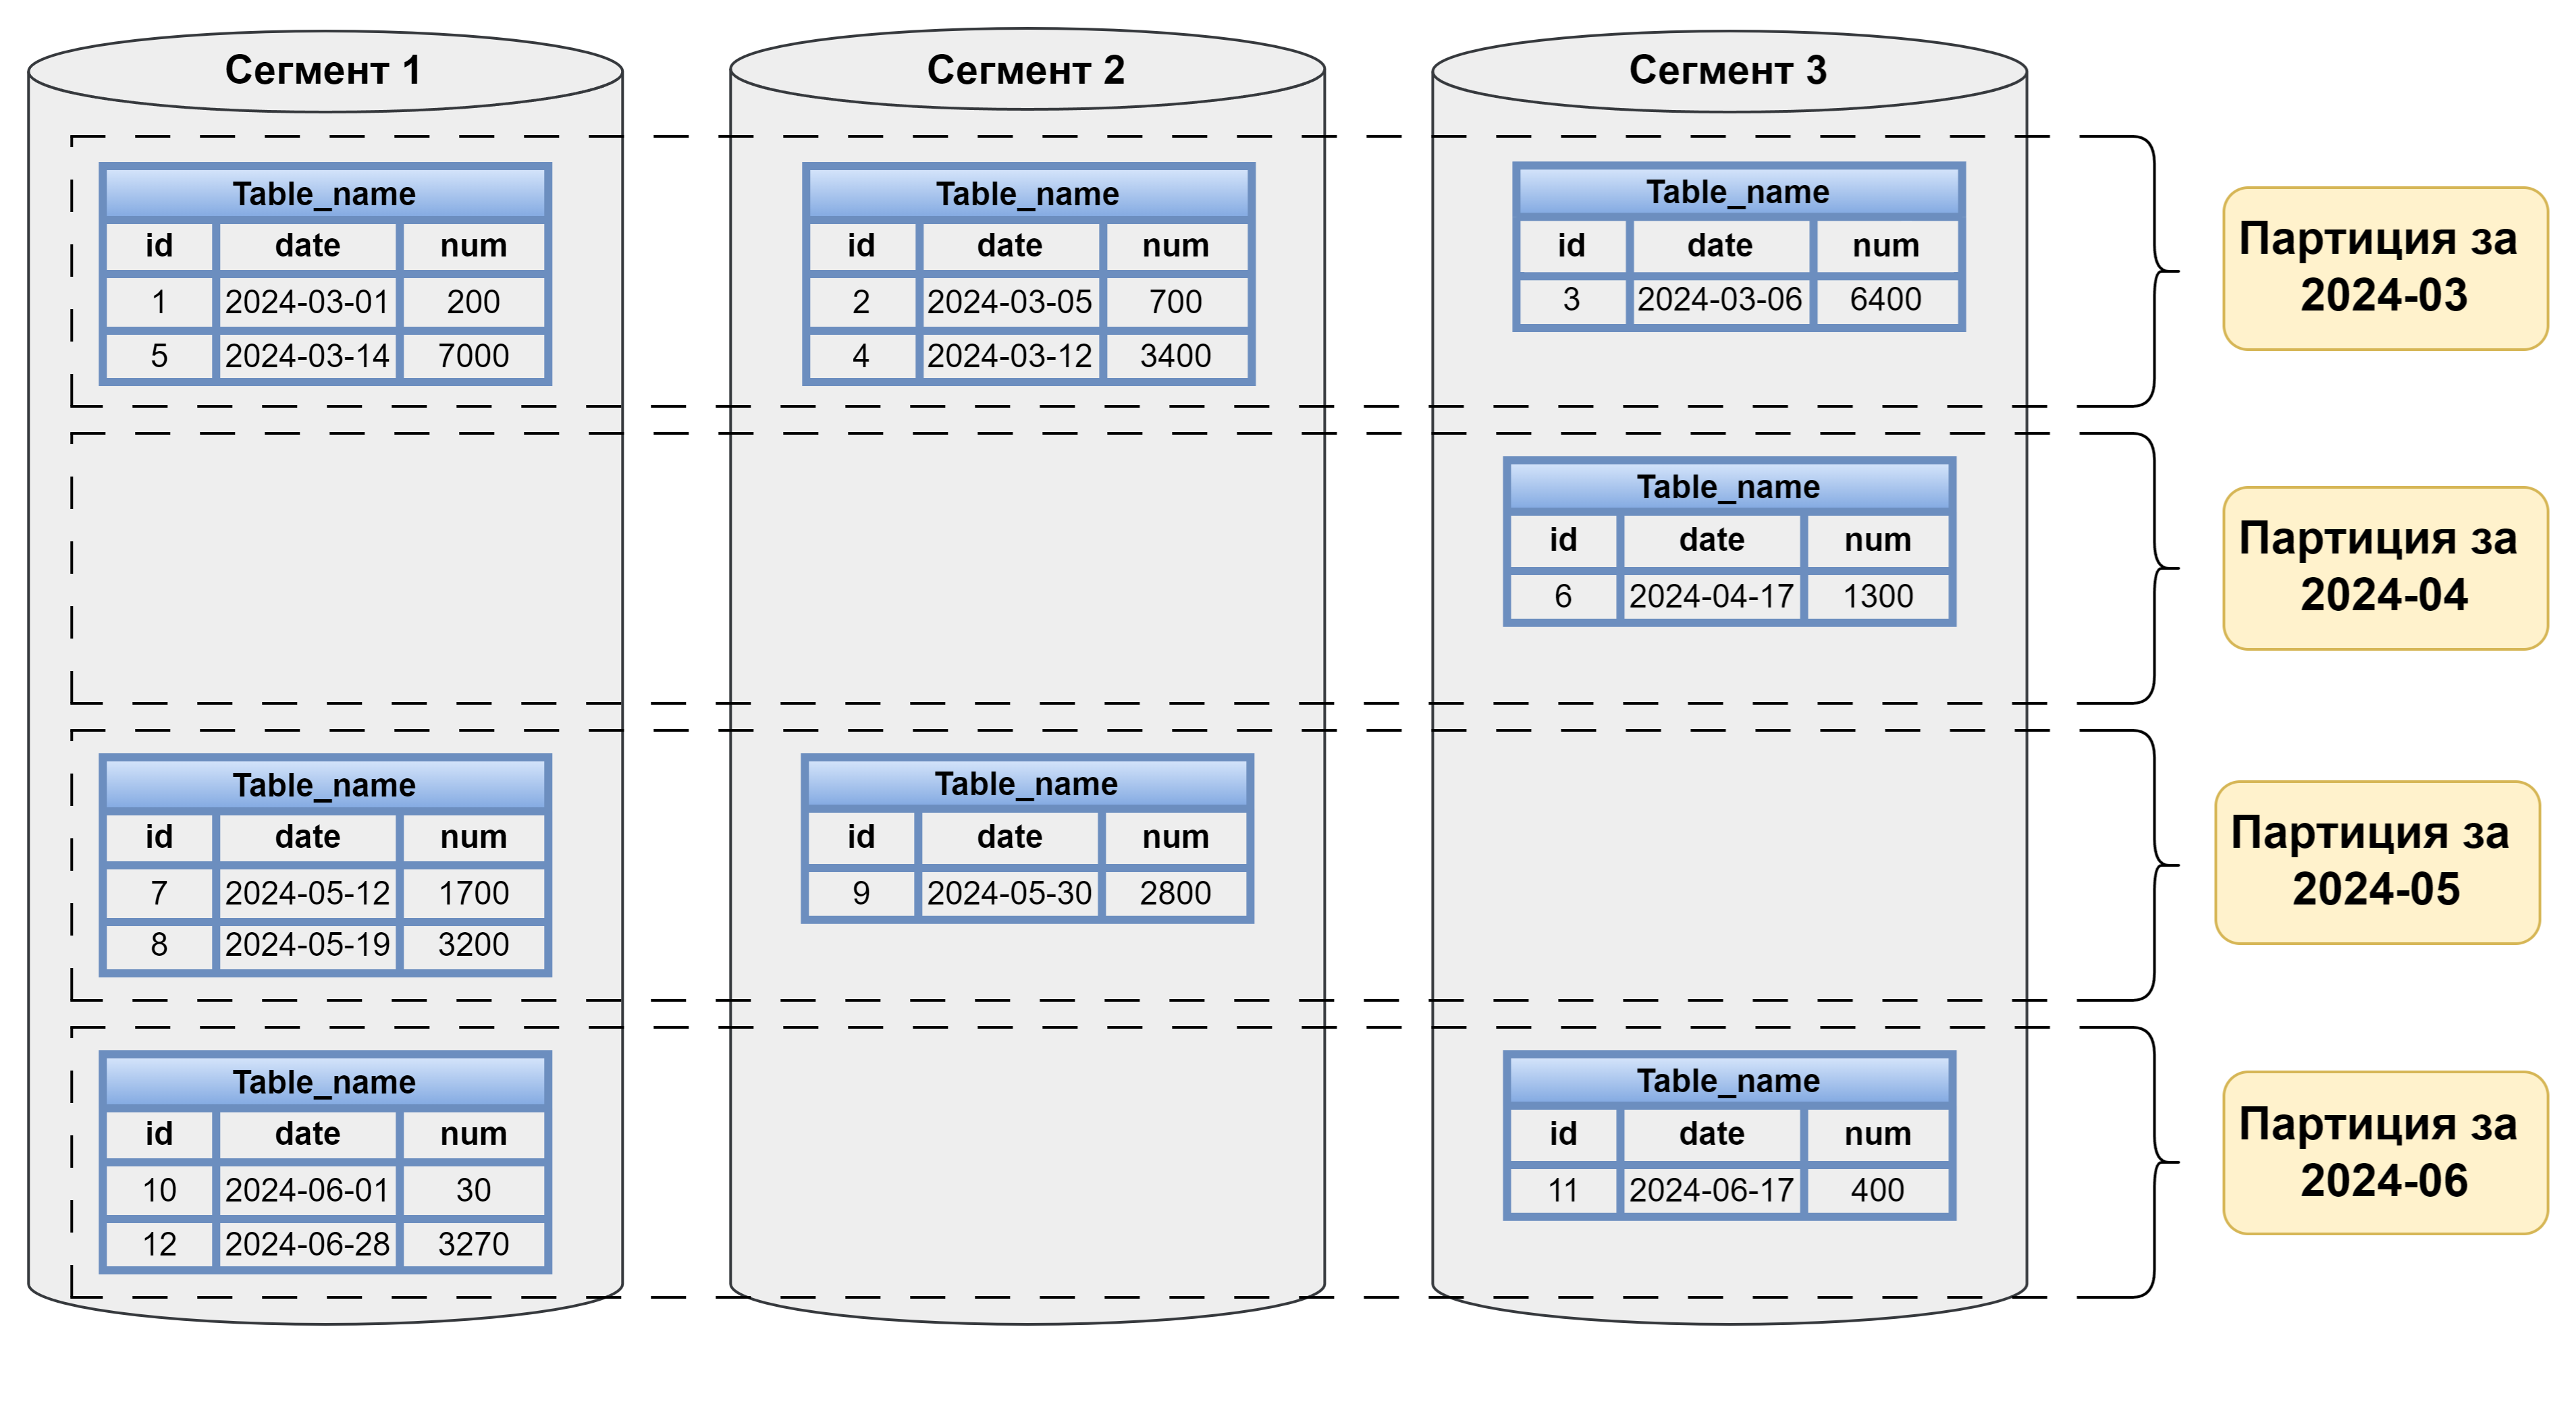 Сегмент 1
Сегмент 2
Сегмент 3
Table_name
id date num
1 2024-03-01 200
5 2024-03-14 7000
Table_name
id date num
2 2024-03-05 700
4 2024-03-12 3400
Table_name
id date num
3 2024-03-06 6400
Партиция за
2024-03
Table_name
id date num
6 2024-04-17 1300
Партиция за
2024-04
Table_name
id date num
7 2024-05-12 1700
8 2024-05-19 3200
Table_name
id date num
9 2024-05-30 2800
Партиция за
2024-05
Table_name
id date num
10 2024-06-01 30
12 2024-06-28 3270
Table_name
id date num
11 2024-06-17 400
Партиция за
2024-06